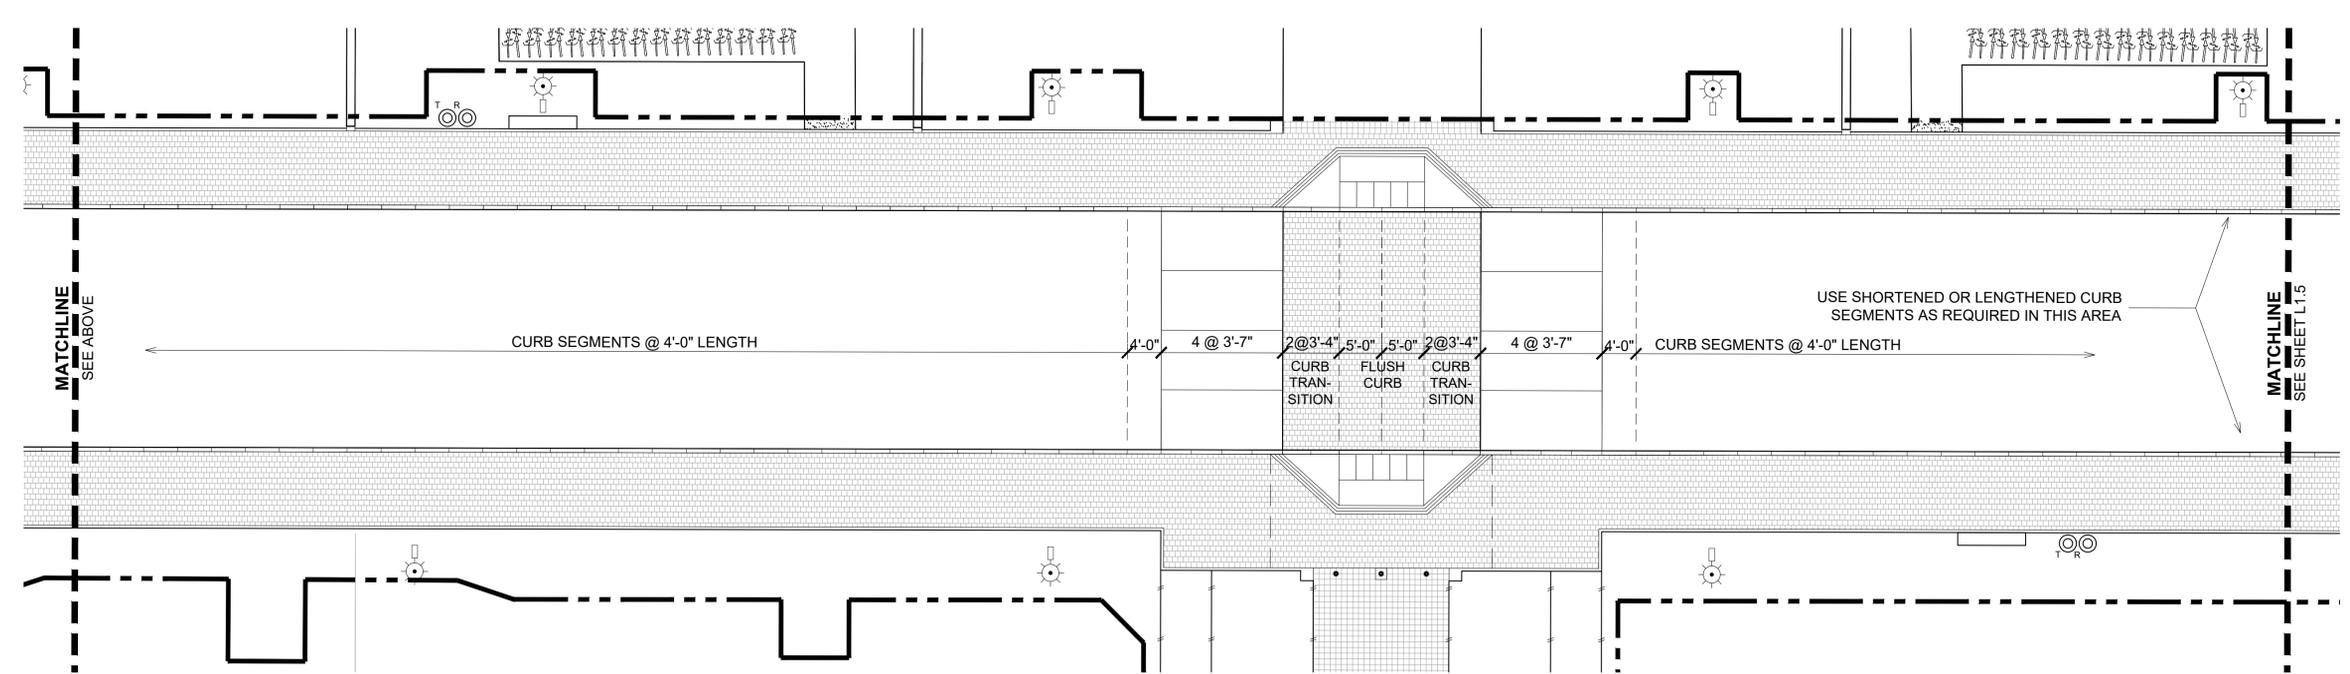 T R
MATCHLINE
SEE ABOVE
CURB SEGMENTS @ 4'-0" LENGTH
4'-0"
4 @ 3'-7"
2@3'-4"
5'-0"
5'-0"
2@3'-4"
4 @ 3'-7"
4'-0"
CURB SEGMENTS @ 4'-0" LENGTH
CURB
TRAN-
SITION
FLUSH
CURB
CURB
TRAN-
SITION
USE SHORTENED OR LENGTHENED CURB
SEGMENTS AS REQUIRED IN THIS AREA
MATCHLINE
SEE SHEET L1.5
T R